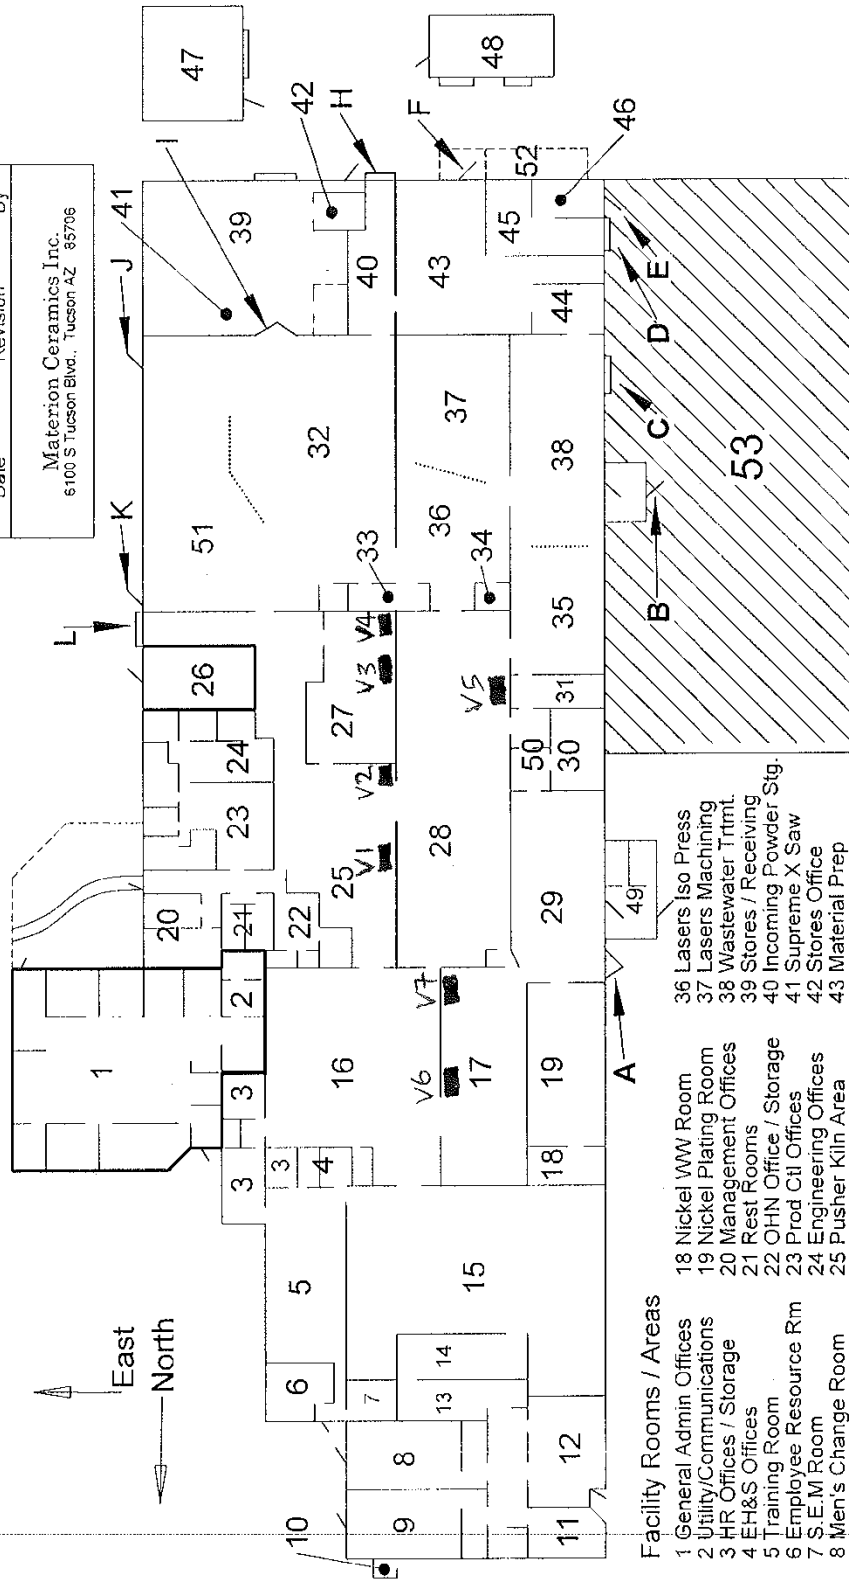 Materion Ceramics Inc.
6100 S Tucson Blvd., Tucson AZ 85706
East
North
47
48
41
I
42
H
F
J
K
L
39
40
43
45
52
46
44
51
32
37
36
38
33
34
35
26
24
23
27
V4
V3
V2
V1
V5
25
28
31
50
30
29
49
20
21
22
1
2
3
3
3
4
16
V7
V6
17
19
18
A
B
C
D
E
53
5
6
7
8
9
10
11
12
13
14
15
Facility Rooms / Areas
1 General Admin Offices
2 Utility/Communications
3 HR Offices / Storage
4 EH&S Offices
5 Training Room
6 Employee Resource Rm
7 S.E.M Room
8 Men's Change Room
18 Nickel WW Room
19 Nickel Plating Room
20 Management Offices
21 Rest Rooms
22 OHN Office / Storage
23 Prod Ctl Offices
24 Engineering Offices
25 Pusher Kiln Area
36 Lasers Iso Press
37 Lasers Machining
38 Wastewater Trtmt.
39 Stores / Receiving
40 Incoming Powder Stg.
41 Supreme X Saw
42 Stores Office
43 Material Prep